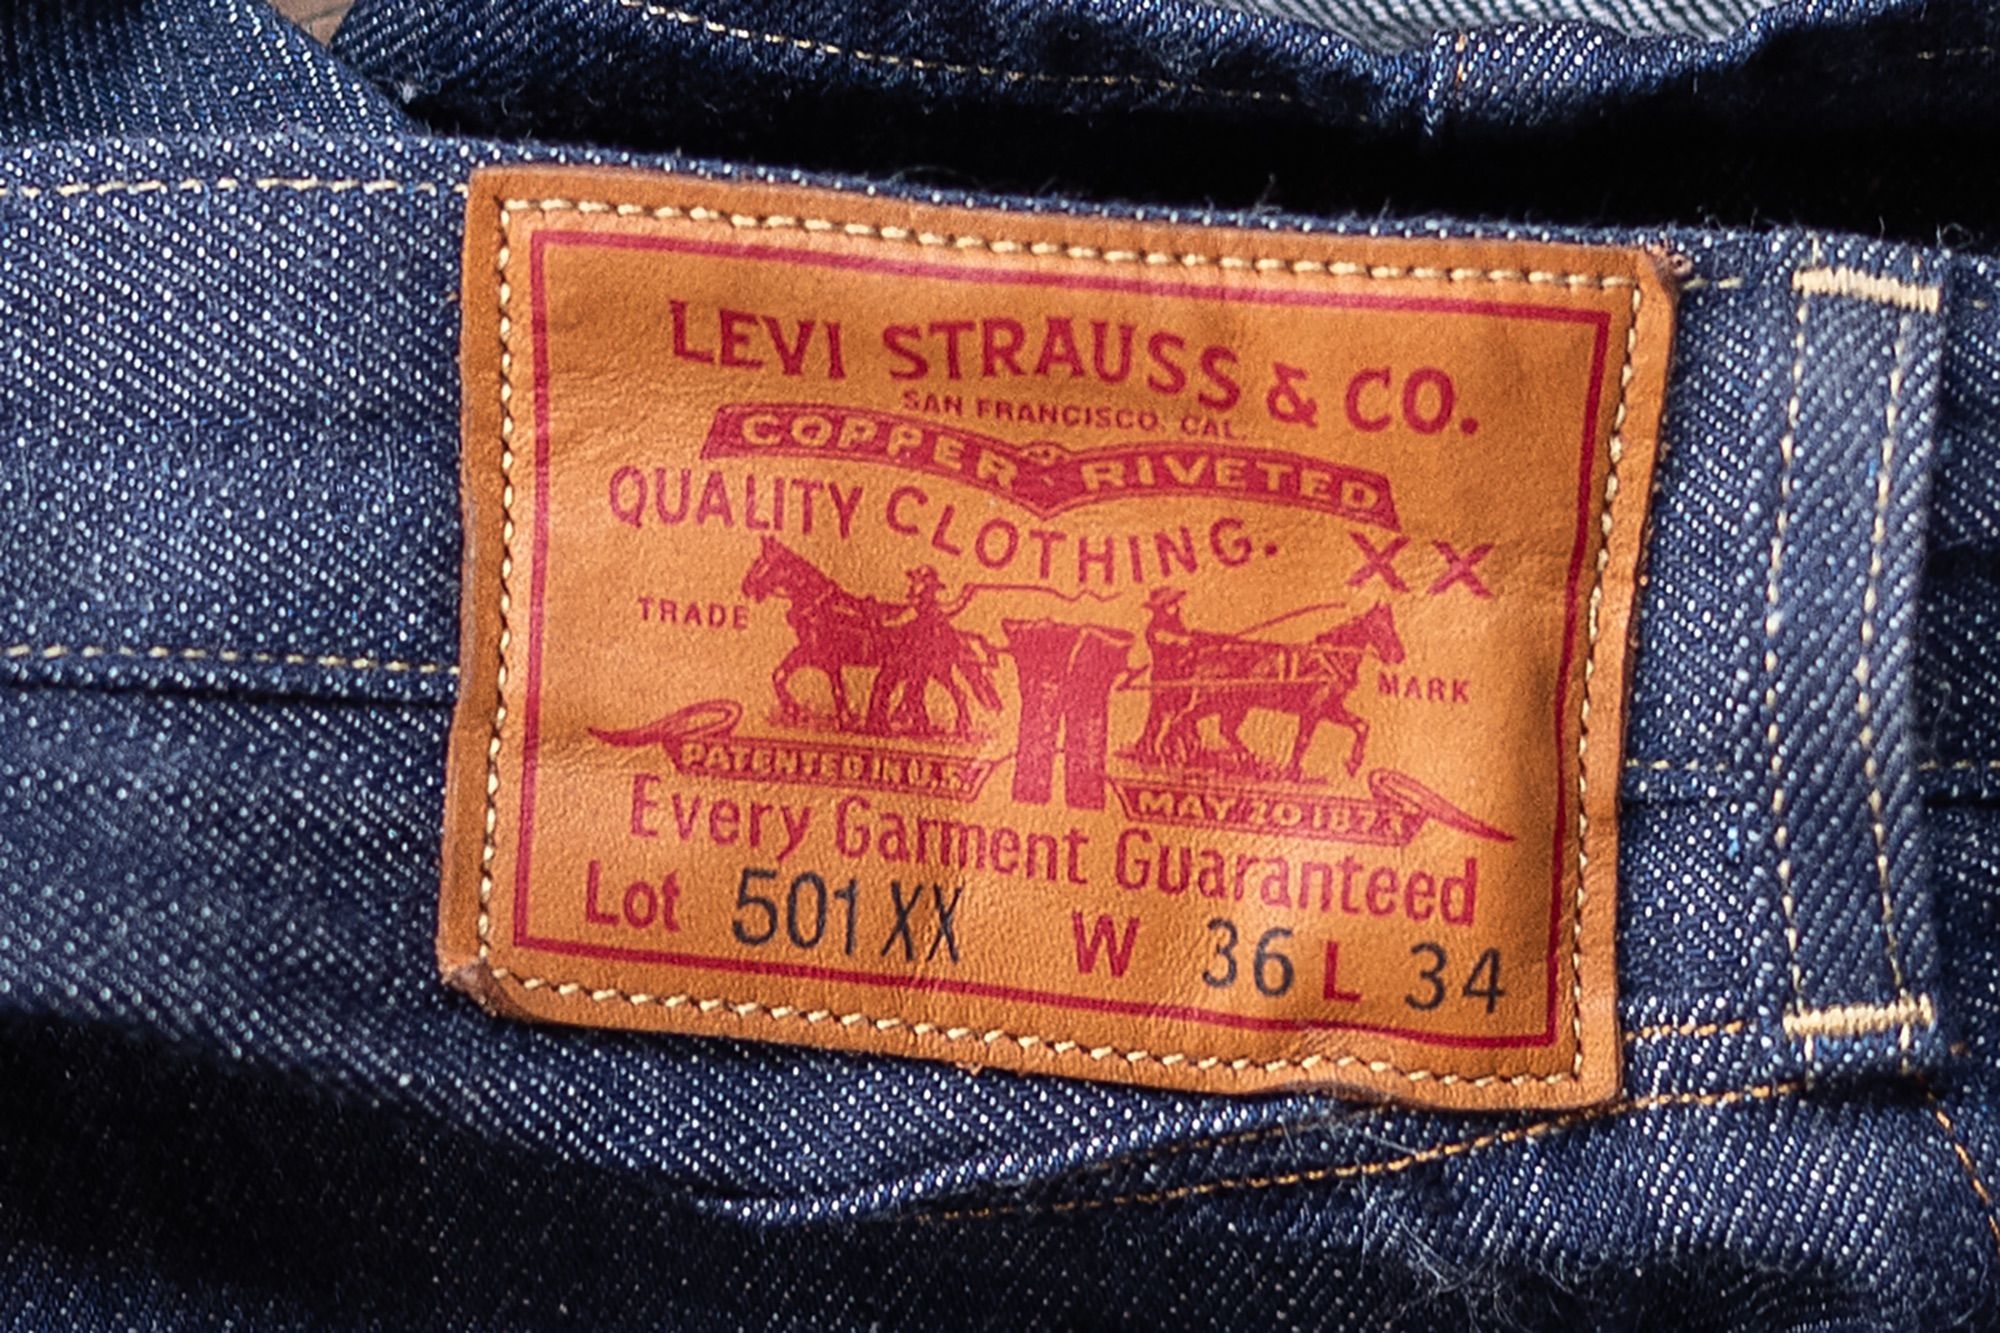 LEVI STRAUSS & CO.
SAN FRANCISCO, CAL.
COPPER RIVETED
QUALITY CLOTHING.
XX
TRADE MARK
PATENTED IN U.S.
MAY 20 1873
Every Garment Guaranteed
Lot 501XX W 36 L 34